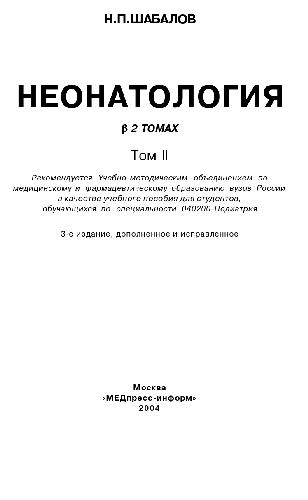 Н.П.ШАБАЛОВ
НЕОНАТОЛОГИЯ
β 2 ТОМАХ
Том II
Рекомендуется Учебно-методическим объединением по
медицинскому и фармацевтическому образованию вузов России
в качестве учебного пособия для студентов,
обучающихся по специальности 040200-Педиатрия
3-е издание, дополненное и исправленное
Москва
«МЕДпресс-информ»
2004